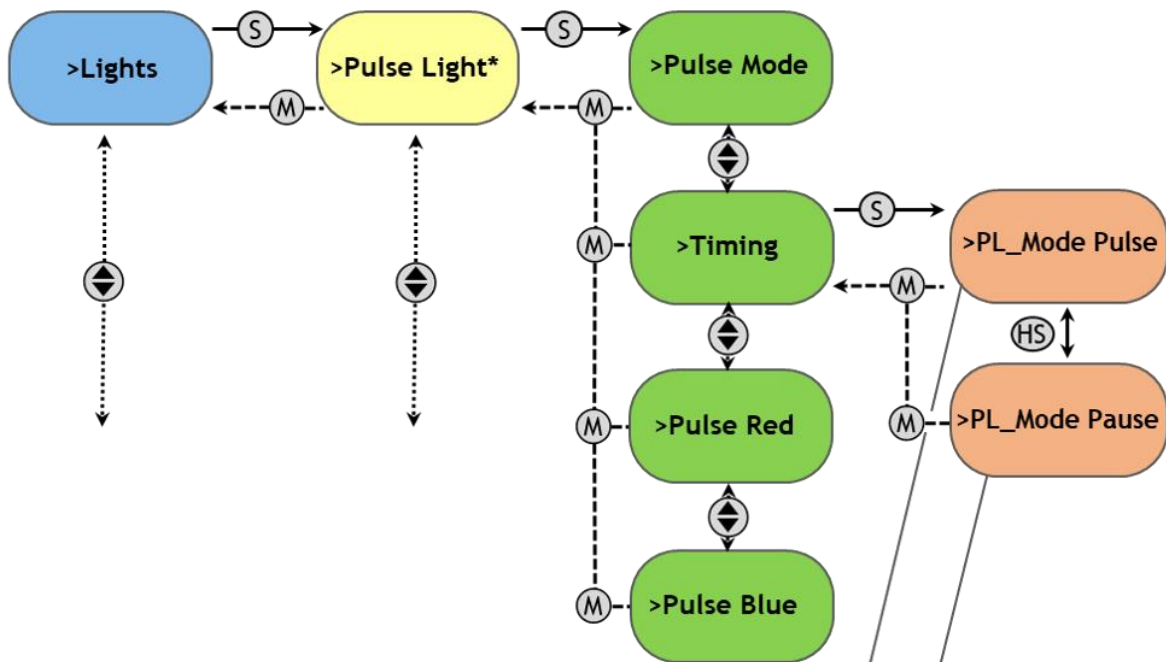 >Lights
S
>Pulse Light*
S
>Pulse Mode
M
M
>Timing
S
>PL_Mode Pulse
M
M
HS
>Pulse Red
M
>PL_Mode Pause
M
>Pulse Blue
M